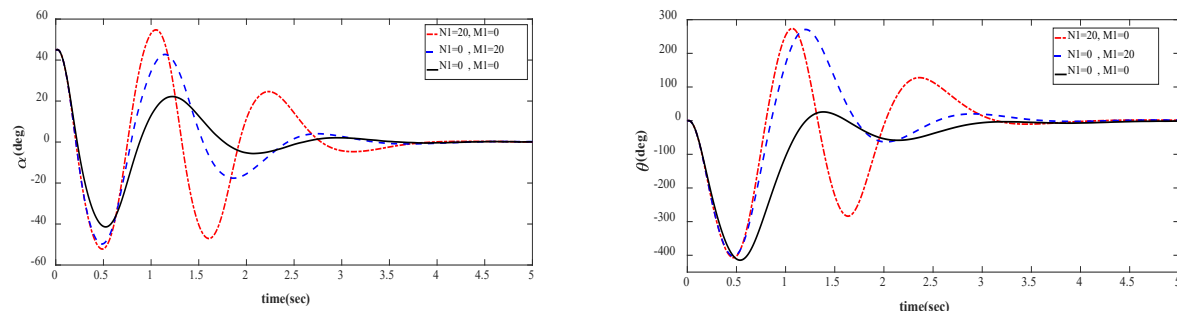 60
40
20
0
-20
-40
-60
α(deg)
N1=20, M1=0
N1=0 , M1=20
N1=0 , M1=0
0 0.5 1 1.5 2 2.5 3 3.5 4 4.5 5
time(sec)
300
200
100
0
-100
-200
-300
-400
θ(deg)
N1=20, M1=0
N1=0 , M1=20
N1=0 , M1=0
0 0.5 1 1.5 2 2.5 3 3.5 4 4.5 5
time(sec)